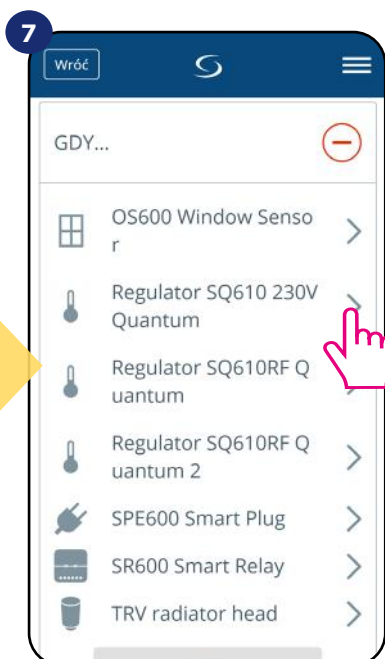 7
Wróć
GDY...
OS600 Window Senso
r
Regulator SQ610 230V
Quantum
Regulator SQ610RF Q
uantum
Regulator SQ610RF Q
uantum 2
SPE600 Smart Plug
SR600 Smart Relay
TRV radiator head